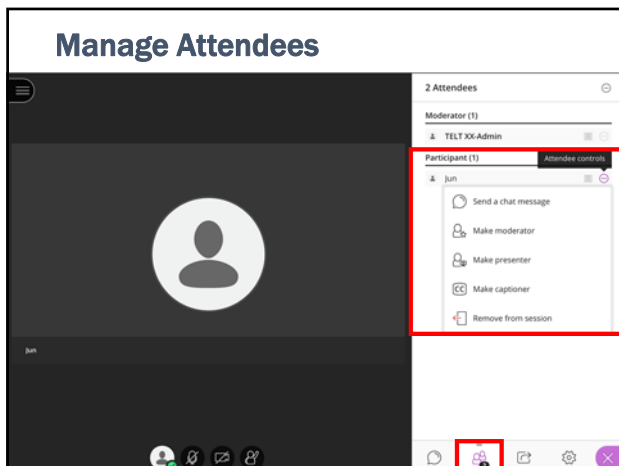 Manage Attendees
2 Attendees
Moderator (1)
TELT XX-Admin
Participant (1)
Attendee controls
Jun
Send a chat message
Make moderator
Make presenter
CC Make captioner
Remove from session
Jun